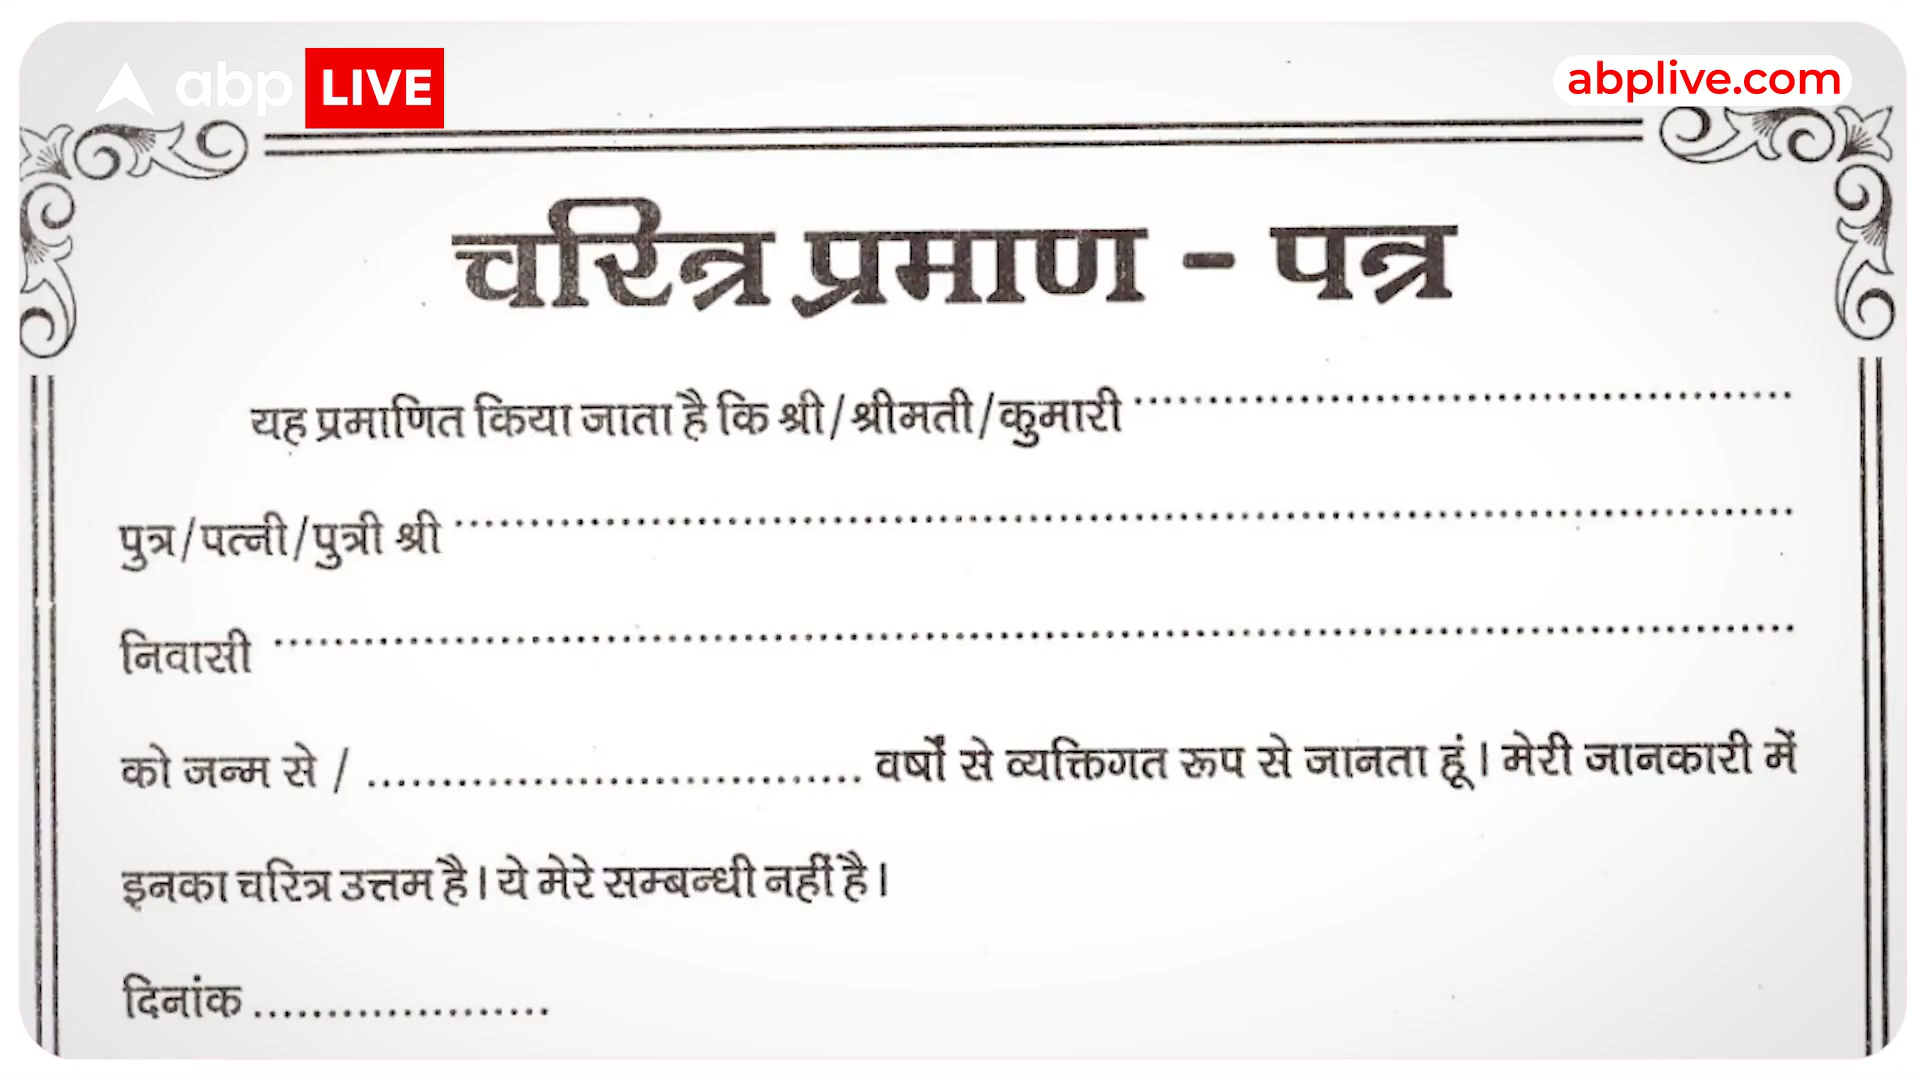 abp LIVE
abplive.com
चरित्र प्रमाण - पत्र
यह प्रमाणित किया जाता है कि श्री/श्रीमती/कुमारी ............................................................
पुत्र/पत्नी/पुत्री श्री ............................................................
निवासी ............................................................
को जन्म से / ........................................ वर्षों से व्यक्तिगत रूप से जानता हूं। मेरी जानकारी में
इनका चरित्र उत्तम है। ये मेरे सम्बन्धी नहीं है।
दिनांक ....................